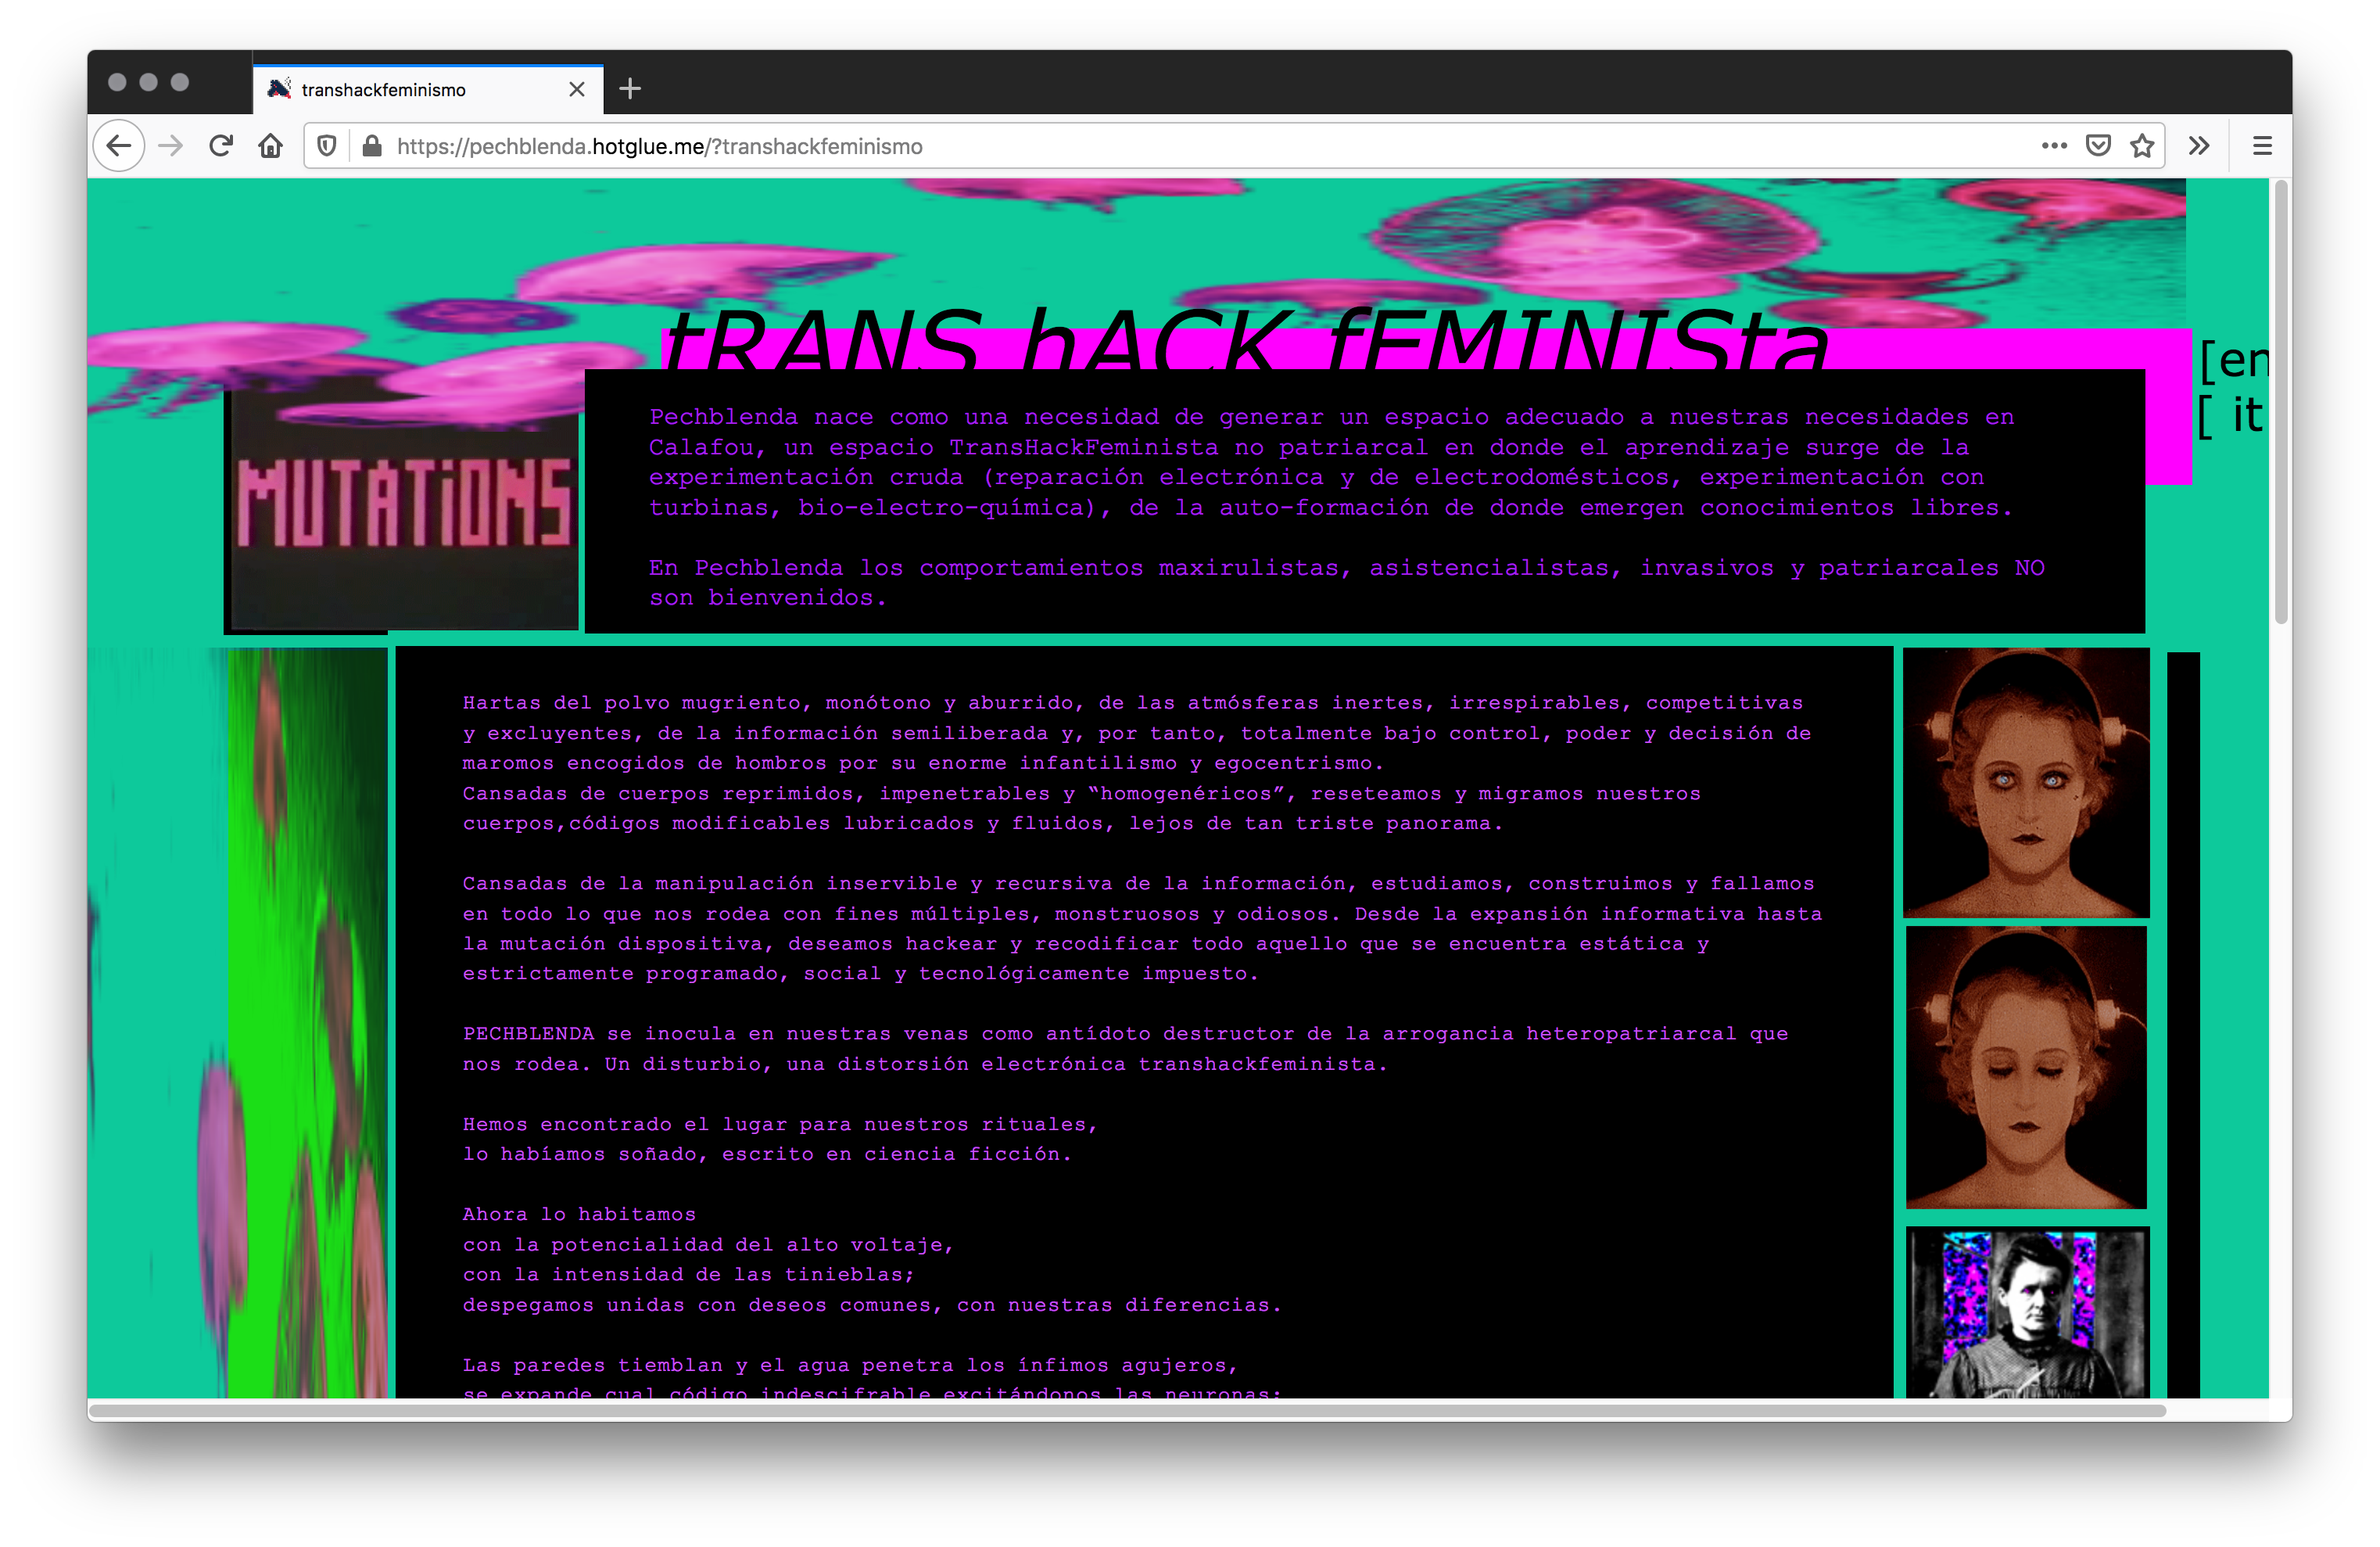 transhackfeminismo
https://pechblenda.hotglue.me/?transhackfeminismo
tRANS hACK fEMINISta
[en
[ it
MUTATiONS
Pechblenda nace como una necesidad de generar un espacio adecuado a nuestras necesidades en
Calafou, un espacio TransHackFeminista no patriarcal en donde el aprendizaje surge de la
experimentación cruda (reparación electrónica y de electrodomésticos, experimentación con
turbinas, bio-electro-química), de la auto-formación de donde emergen conocimientos libres.
En Pechblenda los comportamientos maxirulistas, asistencialistas, invasivos y patriarcales NO
son bienvenidos.
Hartas del polvo mugriento, monótono y aburrido, de las atmósferas inertes, irrespirables, competitivas
y excluyentes, de la información semiliberada y, por tanto, totalmente bajo control, poder y decisión de
maromos encogidos de hombros por su enorme infantilismo y egocentrismo.
Cansadas de cuerpos reprimidos, impenetrables y “homogenéricos”, reseteamos y migramos nuestros
cuerpos,códigos modificables lubricados y fluidos, lejos de tan triste panorama.
Cansadas de la manipulación inservible y recursiva de la información, estudiamos, construimos y fallamos
en todo lo que nos rodea con fines múltiples, monstruosos y odiosos. Desde la expansión informativa hasta
la mutación dispositiva, deseamos hackear y recodificar todo aquello que se encuentra estática y
estrictamente programado, social y tecnológicamente impuesto.
PECHBLENDA se inocula en nuestras venas como antídoto destructor de la arrogancia heteropatriarcal que
nos rodea. Un disturbio, una distorsión electrónica transhackfeminista.
Hemos encontrado el lugar para nuestros rituales,
lo habíamos soñado, escrito en ciencia ficción.
Ahora lo habitamos
con la potencialidad del alto voltaje,
con la intensidad de las tinieblas;
despegamos unidas con deseos comunes, con nuestras diferencias.
Las paredes tiemblan y el agua penetra los ínfimos agujeros,
se expande cual código indescifrable excitándonos las neuronas;